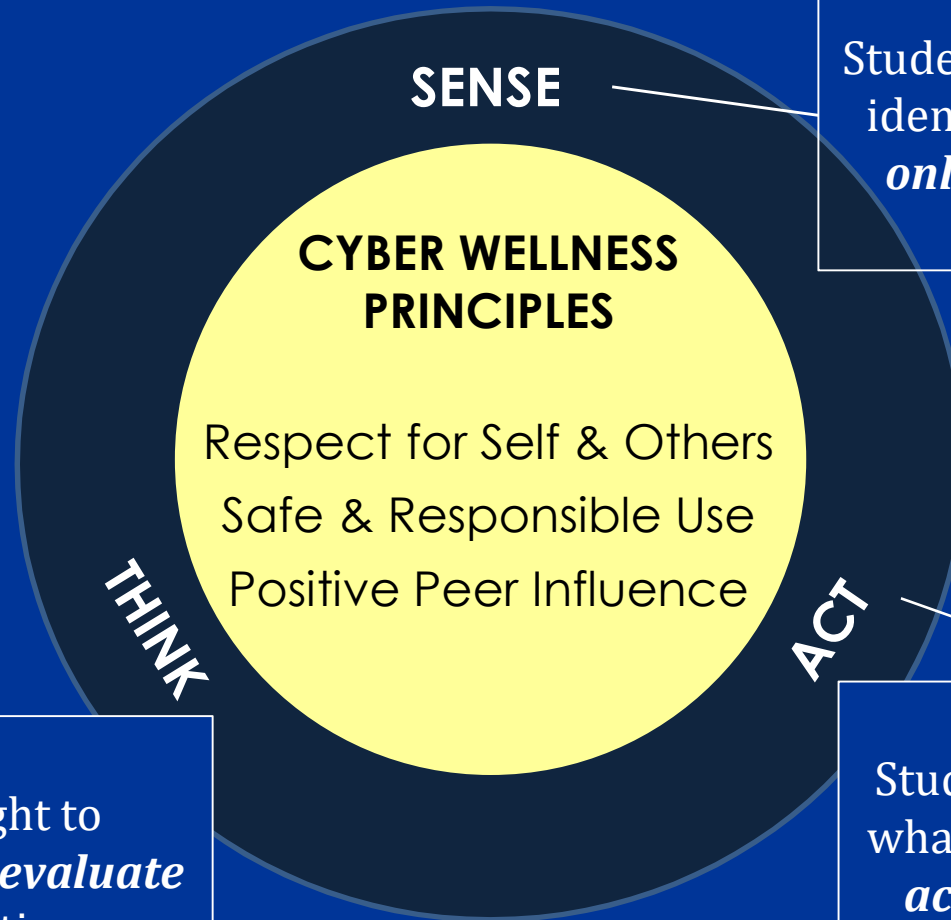 SENSE
CYBER WELLNESS
PRINCIPLES
Respect for Self & Others
Safe & Responsible Use
Positive Peer Influence
THINK
ACT
to
evaluate